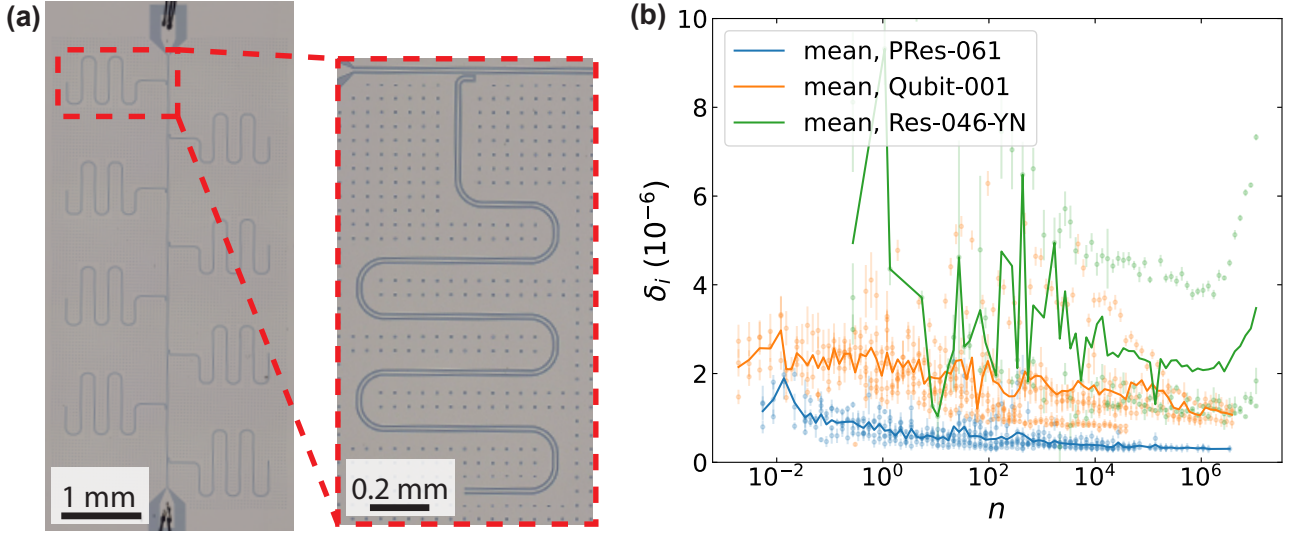 (a)
1 mm
0.2 mm
(b)
10
8
6
4
2
0
δᵢ (10⁻⁶)
mean, PRes-061
mean, Qubit-001
mean, Res-046-YN
10⁻² 10⁰ 10² 10⁴ 10⁶
n